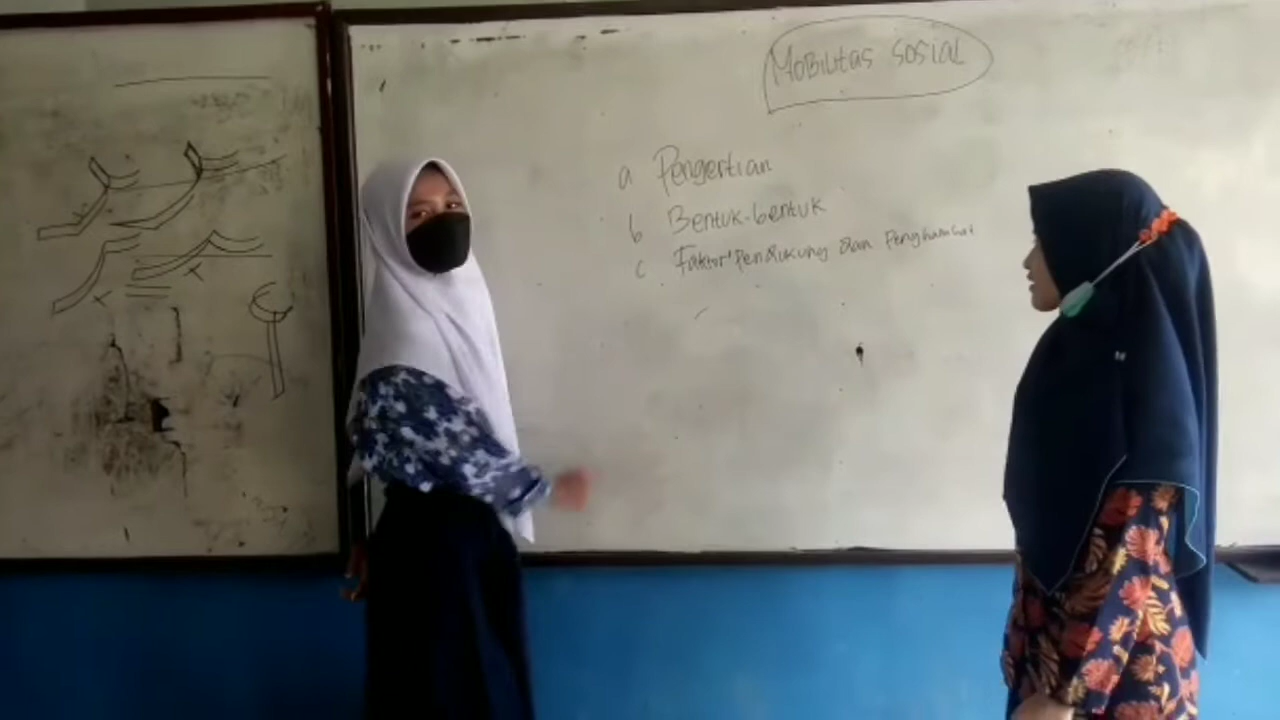 MOBILITAS SOSIAL
a Pengertian
b Bentuk-bentuk
c Faktor Pendukung dan Penghambat